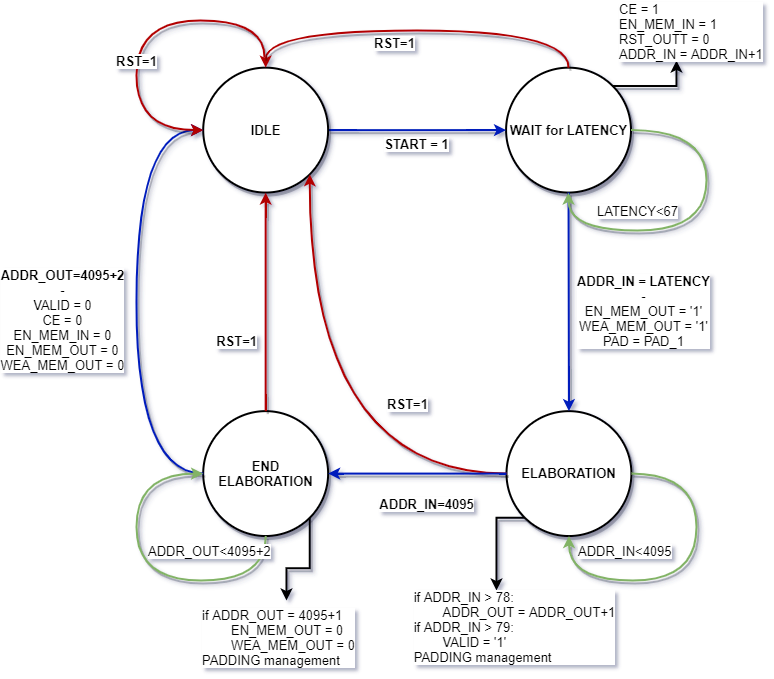 CE = 1
EN_MEM_IN = 1
RST_OUTT = 0
ADDR_IN = ADDR_IN+1
RST=1
RST=1
IDLE
WAIT for LATENCY
START = 1
LATENCY<67
ADDR_OUT=4095+2
-
VALID = 0
CE = 0
EN_MEM_IN = 0
EN_MEM_OUT = 0
WEA_MEM_OUT = 0
ADDR_IN = LATENCY
-
EN_MEM_OUT = '1'
WEA_MEM_OUT = '1'
PAD = PAD_1
RST=1
RST=1
END
ELABORATION
ELABORATION
ADDR_IN=4095
ADDR_OUT<4095+2
ADDR_IN<4095
if ADDR_OUT = 4095+1
EN_MEM_OUT = 0
WEA_MEM_OUT = 0
PADDING management
if ADDR_IN > 78:
ADDR_OUT = ADDR_OUT+1
if ADDR_IN > 79:
VALID = '1'
PADDING management